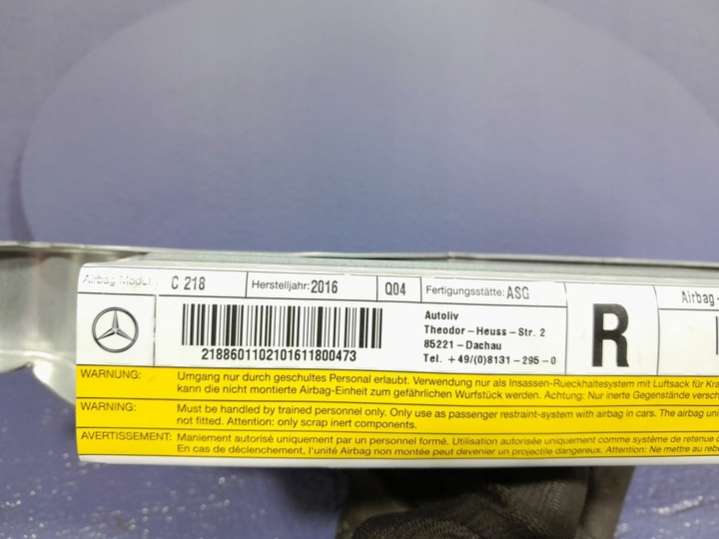 Airbag Modul: C 218 Herstelljahr: 2016 Q04 Fertigungsstätte: ASG
Airbag-
Autoliv
Theodor-Heuss-Str. 2
85221-Dachau
Tel. +49/(0)8131-295-0
R
2188601102101611800473
WARNUNG: Umgang nur durch geschultes Personal erlaubt. Verwendung nur als Insassen-Rueckhaltesystem mit Luftsack für
kann die nicht montierte Airbag-Einheit zum gefährlichen Wurfstück werden. Achtung: Nur inerte Gegenstände
WARNING: Must be handled by trained personnel only. Only use as passenger restraint-system with airbag in cars. The airbag
not fitted. Attention: only scrap inert components.
AVERTISSEMENT: Maniement autorisé uniquement par un personnel formé. Utilisation autorisée uniquement comme système de retenue
En cas de déclenchement, l'unité Airbag non montée peut devenir un projectile dangereux. Attention: Ne mettre au